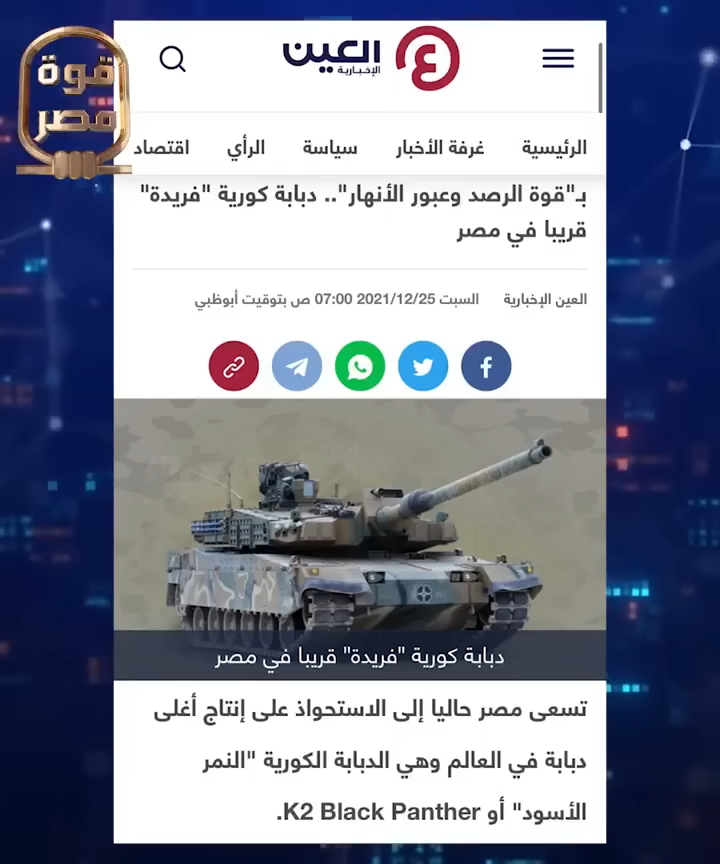 قوة
مصر
العين
الإخبارية
ع
الرئيسية غرفة الأخبار سياسة الرأي اقتصاد
بـ"قوة الرصد وعبور الأنهار".. دبابة كورية "فريدة"
قريبا في مصر
العين الإخبارية السبت 2021/12/25 07:00 ص بتوقيت أبوظبي
دبابة كورية "فريدة" قريبا في مصر
تسعى مصر حاليا إلى الاستحواذ على إنتاج أغلى
دبابة في العالم وهي الدبابة الكورية "النمر
الأسود" أو K2 Black Panther.